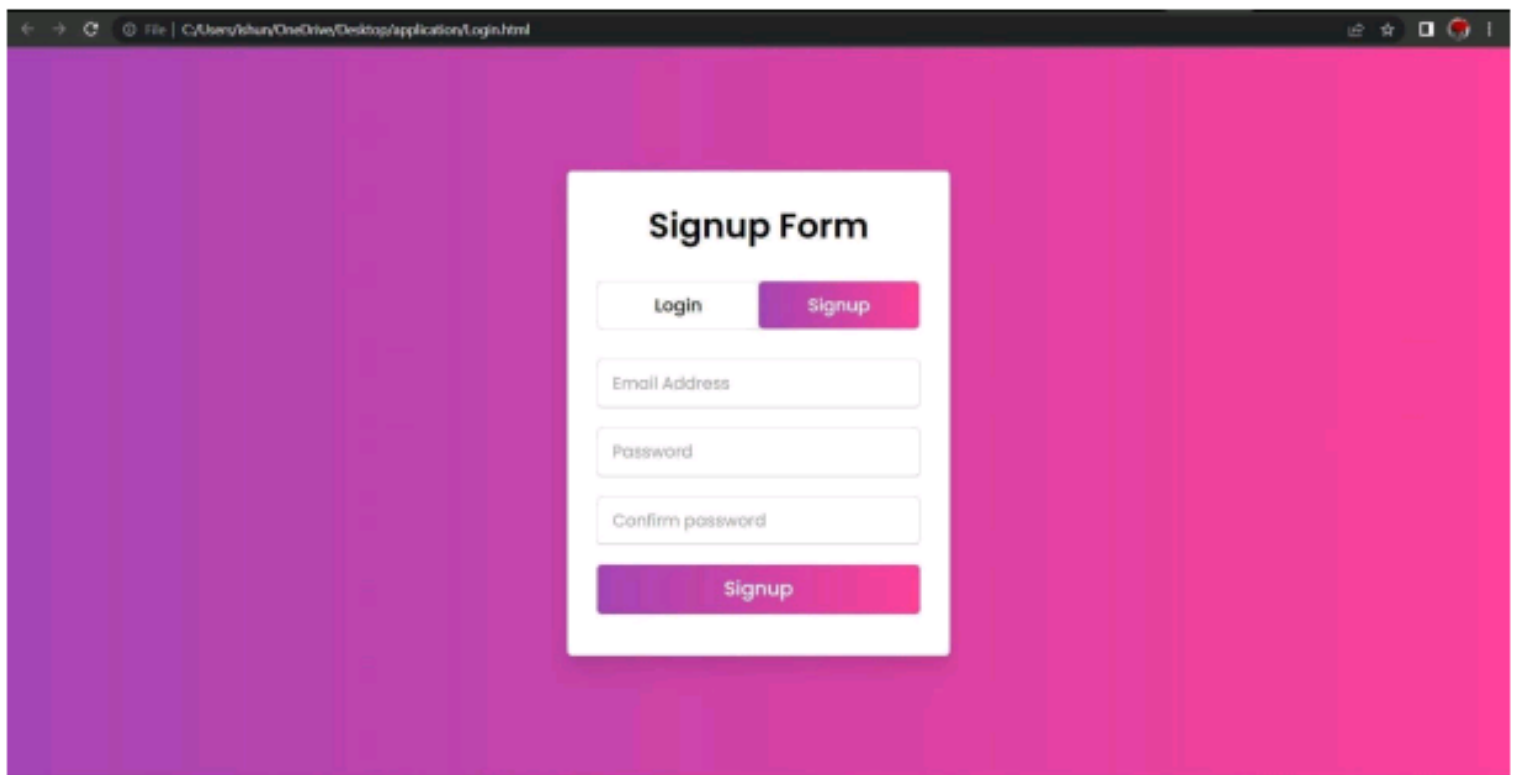 File | C:/Users/ishun/OneDrive/Desktop/application/Login.html
Signup Form
Login Signup
Email Address
Password
Confirm password
Signup